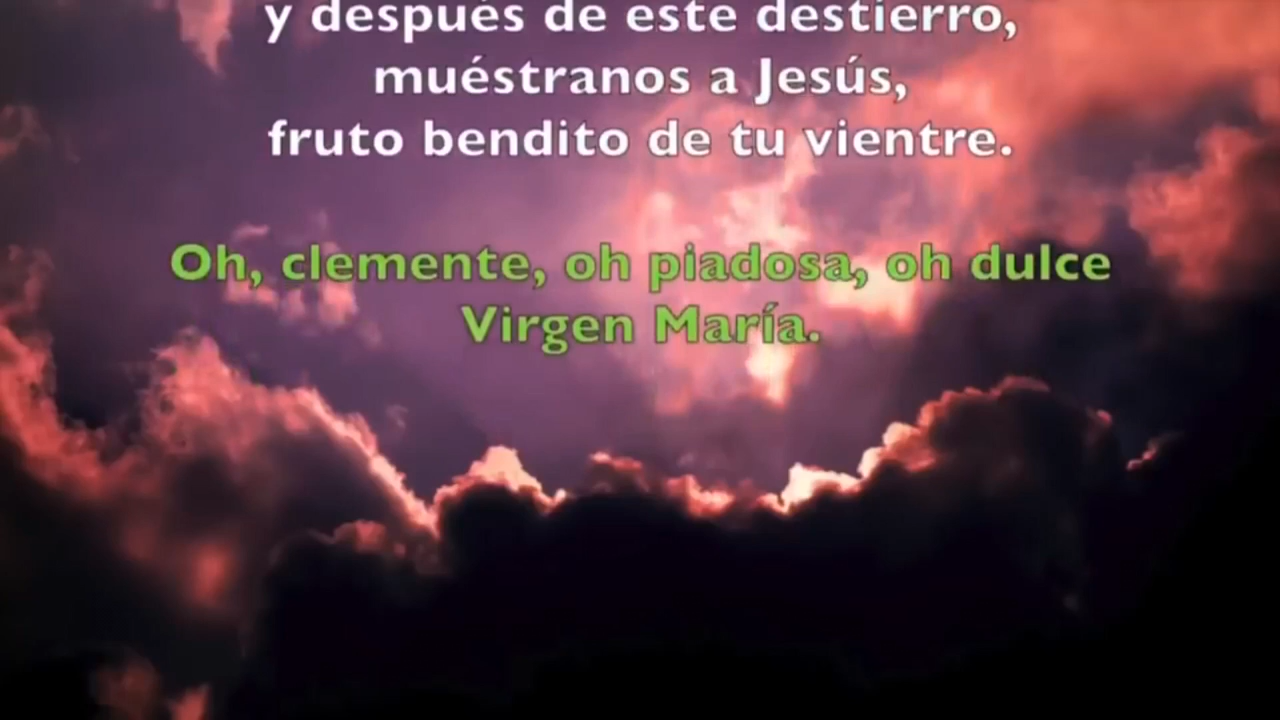 y después de este destierro,
muéstranos a Jesús,
fruto bendito de tu vientre.
Oh, clemente, oh piadosa, oh dulce
Virgen María.